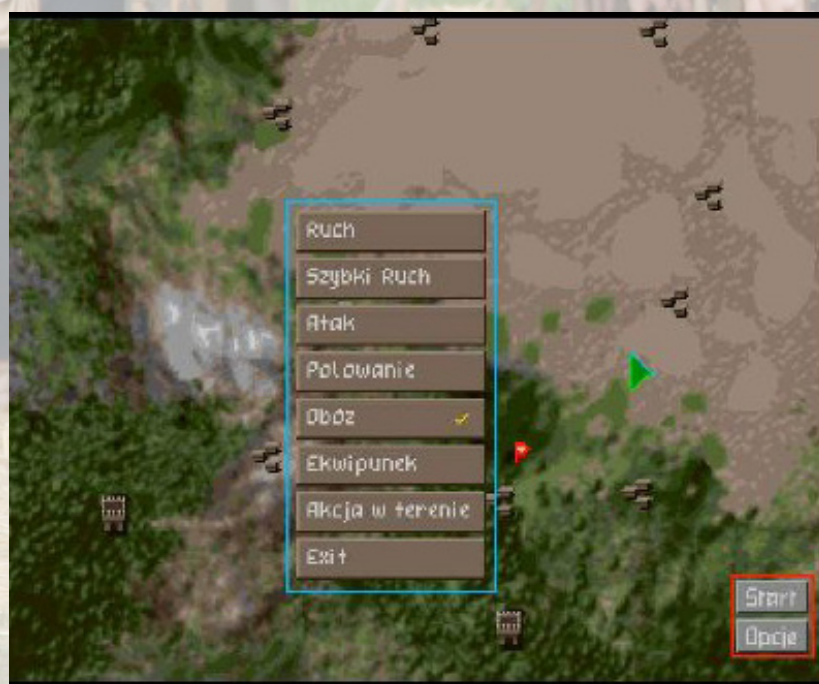 Ruch
Szybki Ruch
Atak
Polowanie
Obóz
Ekwipunek
Akcja w terenie
Exit
Start
Opcje